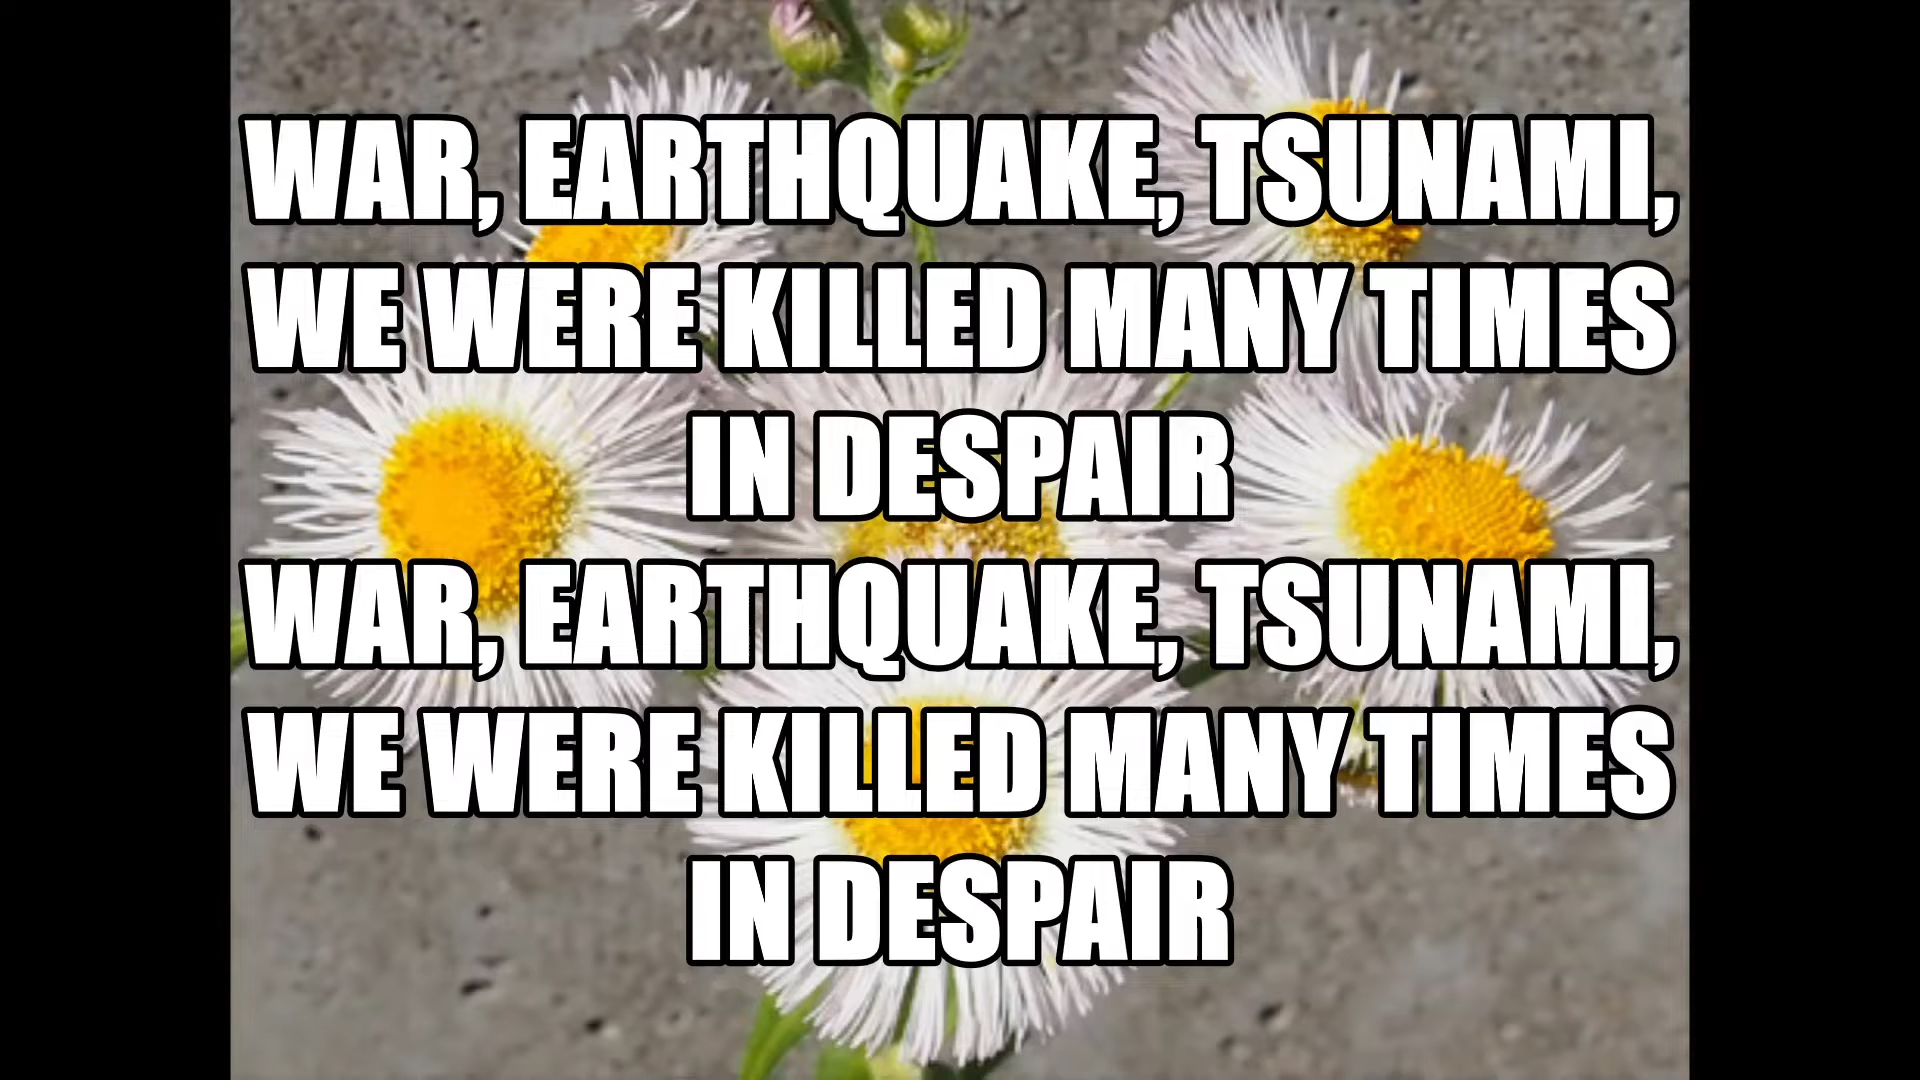 WAR, EARTHQUAKE, TSUNAMI,
WE WERE KILLED MANY TIMES
IN DESPAIR
WAR, EARTHQUAKE, TSUNAMI,
WE WERE KILLED MANY TIMES
IN DESPAIR